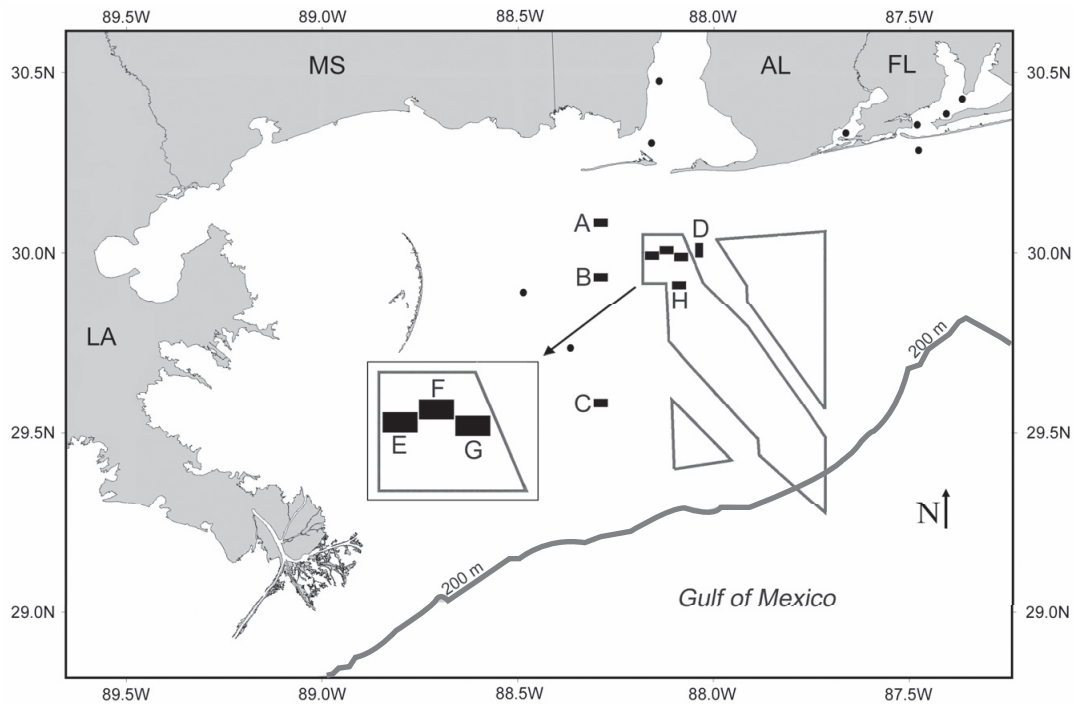 89.5W 89.0W 88.5W 88.0W 87.5W
30.5N MS AL FL 30.5N
A
D
30.0N 30.0N
B
H
LA
200 m
F
C
E G
29.5N 29.5N
N
200 m
Gulf of Mexico
29.0N 29.0N
89.5W 89.0W 88.5W 88.0W 87.5W